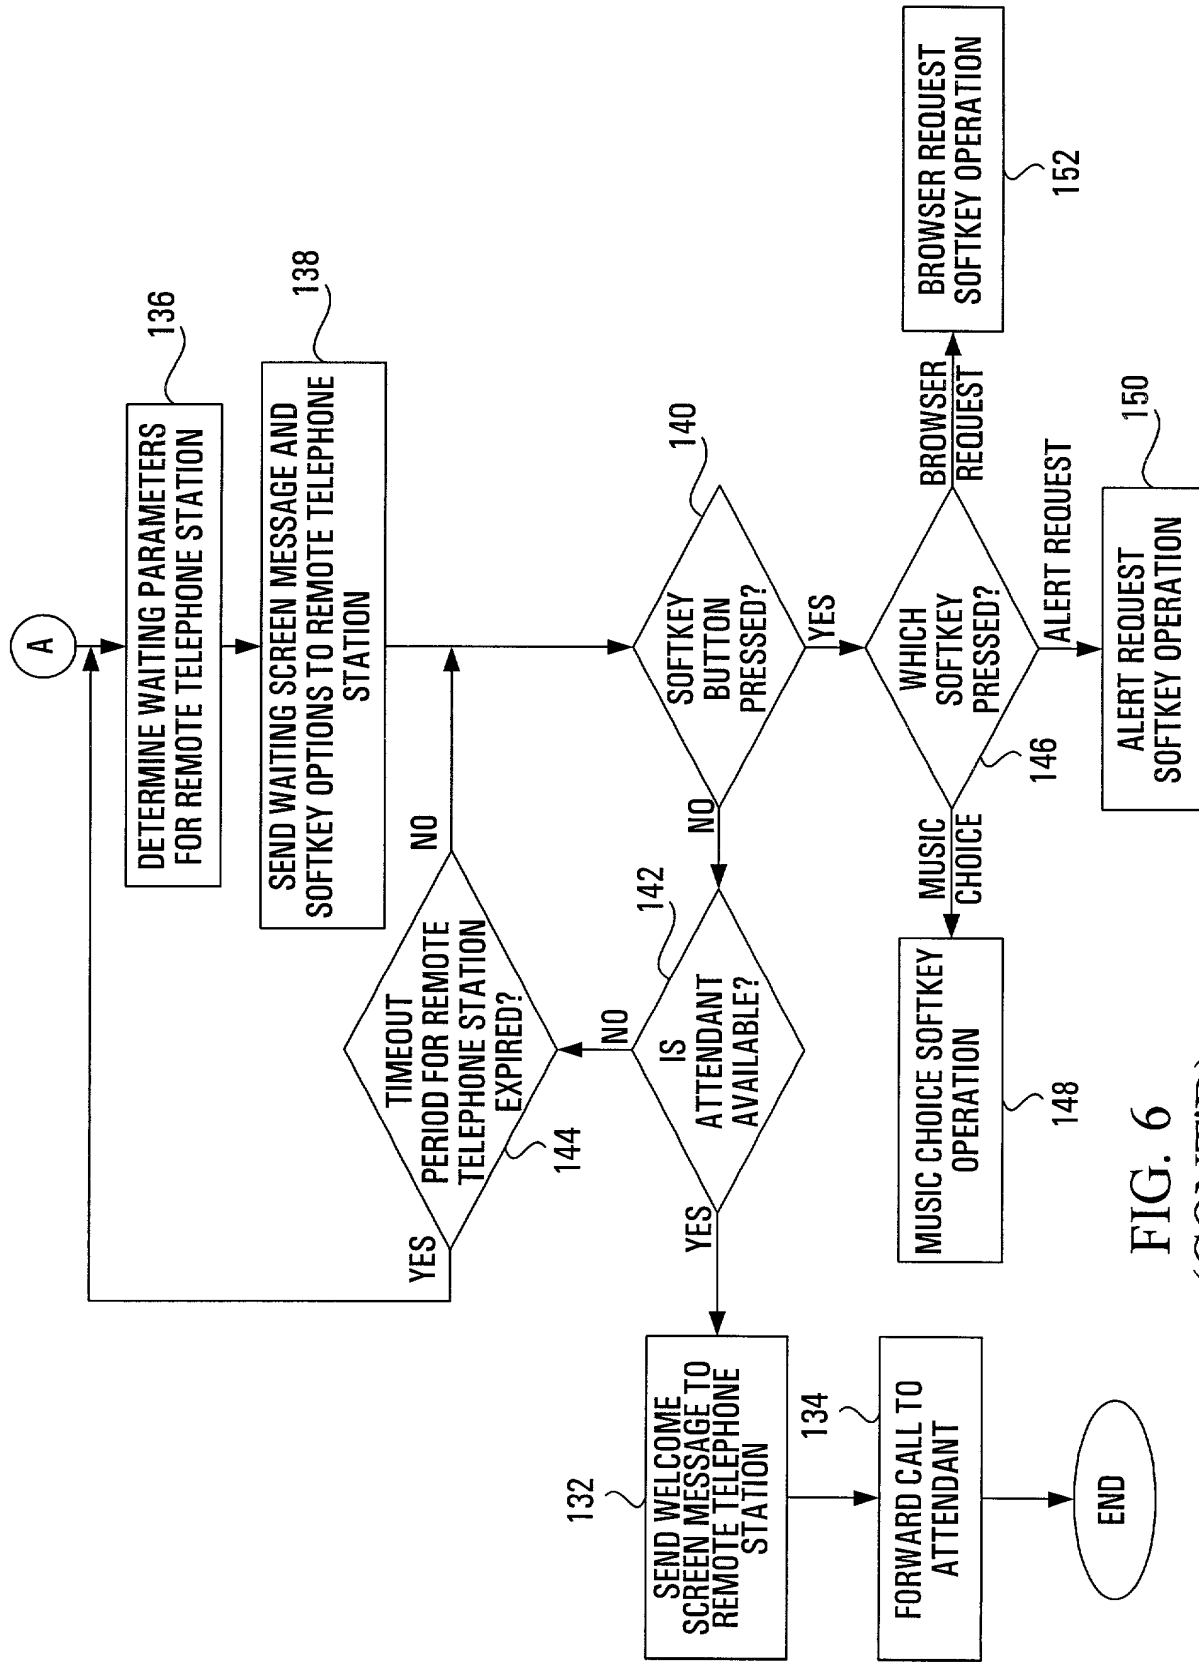 A
136
DETERMINE WAITING PARAMETERS
FOR REMOTE TELEPHONE STATION
138
SEND WAITING SCREEN MESSAGE AND
SOFTKEY OPTIONS TO REMOTE TELEPHONE
STATION
TIMEOUT
PERIOD FOR REMOTE
TELEPHONE STATION
EXPIRED?
144
YES
NO
140
SOFTKEY
BUTTON
PRESSED?
NO
YES
142
IS
ATTENDANT
AVAILABLE?
NO
YES
132
SEND WELCOME
SCREEN MESSAGE TO
REMOTE TELEPHONE
STATION
134
FORWARD CALL TO
ATTENDANT
END
WHICH
SOFTKEY
PRESSED?
146
MUSIC
CHOICE
MUSIC CHOICE SOFTKEY
OPERATION
148
BROWSER
REQUEST
BROWSER REQUEST
SOFTKEY OPERATION
152
ALERT REQUEST
150
ALERT REQUEST
SOFTKEY OPERATION
FIG. 6